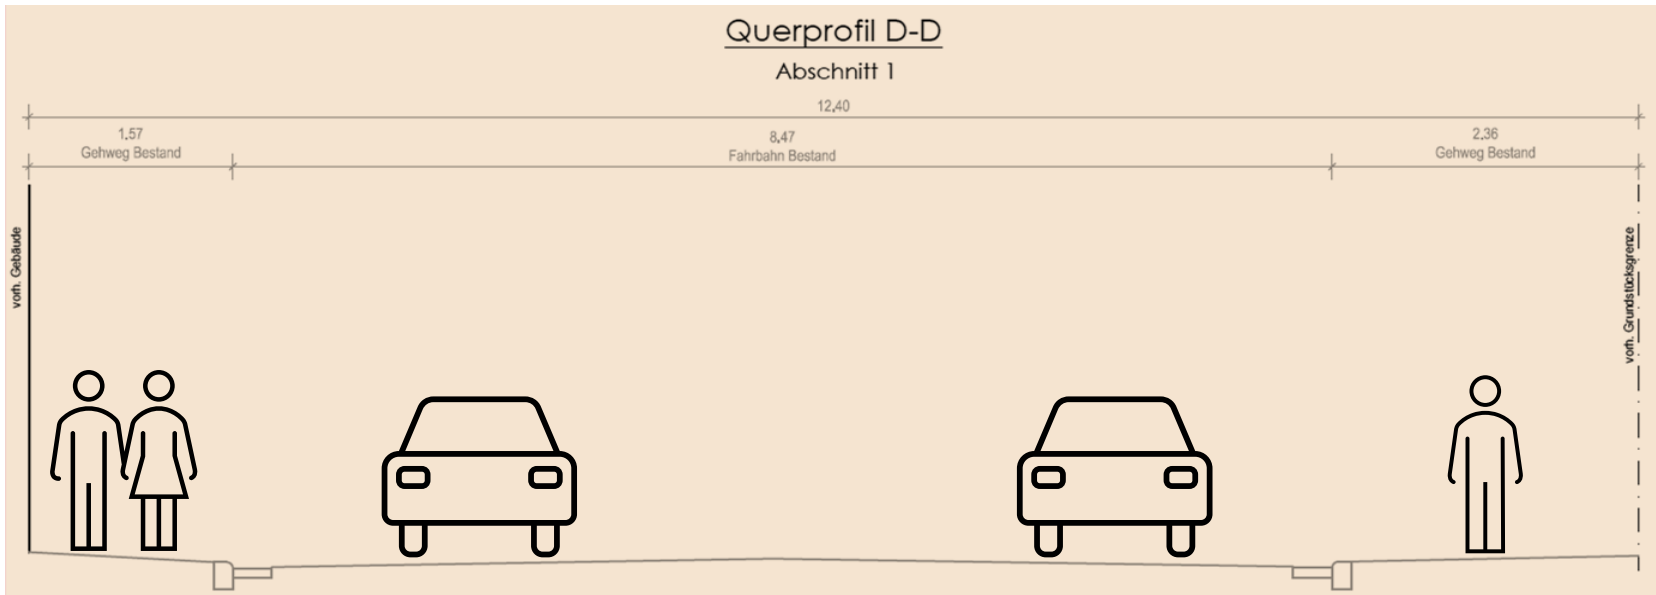 Querprofil D-D
Abschnitt 1
12,40
1,57
Gehweg Bestand
8,47
Fahrbahn Bestand
2,36
Gehweg Bestand
vorh. Gebäude
vorh. Grundstücksgrenze